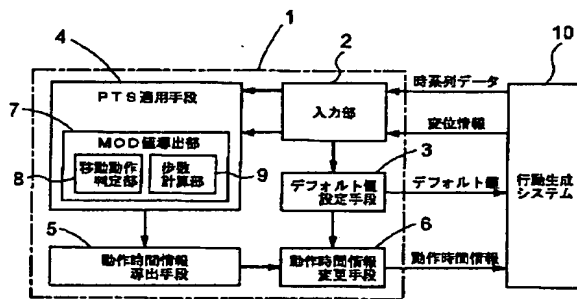 1
4
2
10
PTS適用手段
入力部
時系列データ
変位情報
7
MOD値導出部
8
移動動作
判定部
歩数
計算部
9
3
デフォルト値
設定手段
デフォルト値
行動生成
システム
5
動作時間情報
導出手段
6
動作時間情報
変更手段
動作時間情報